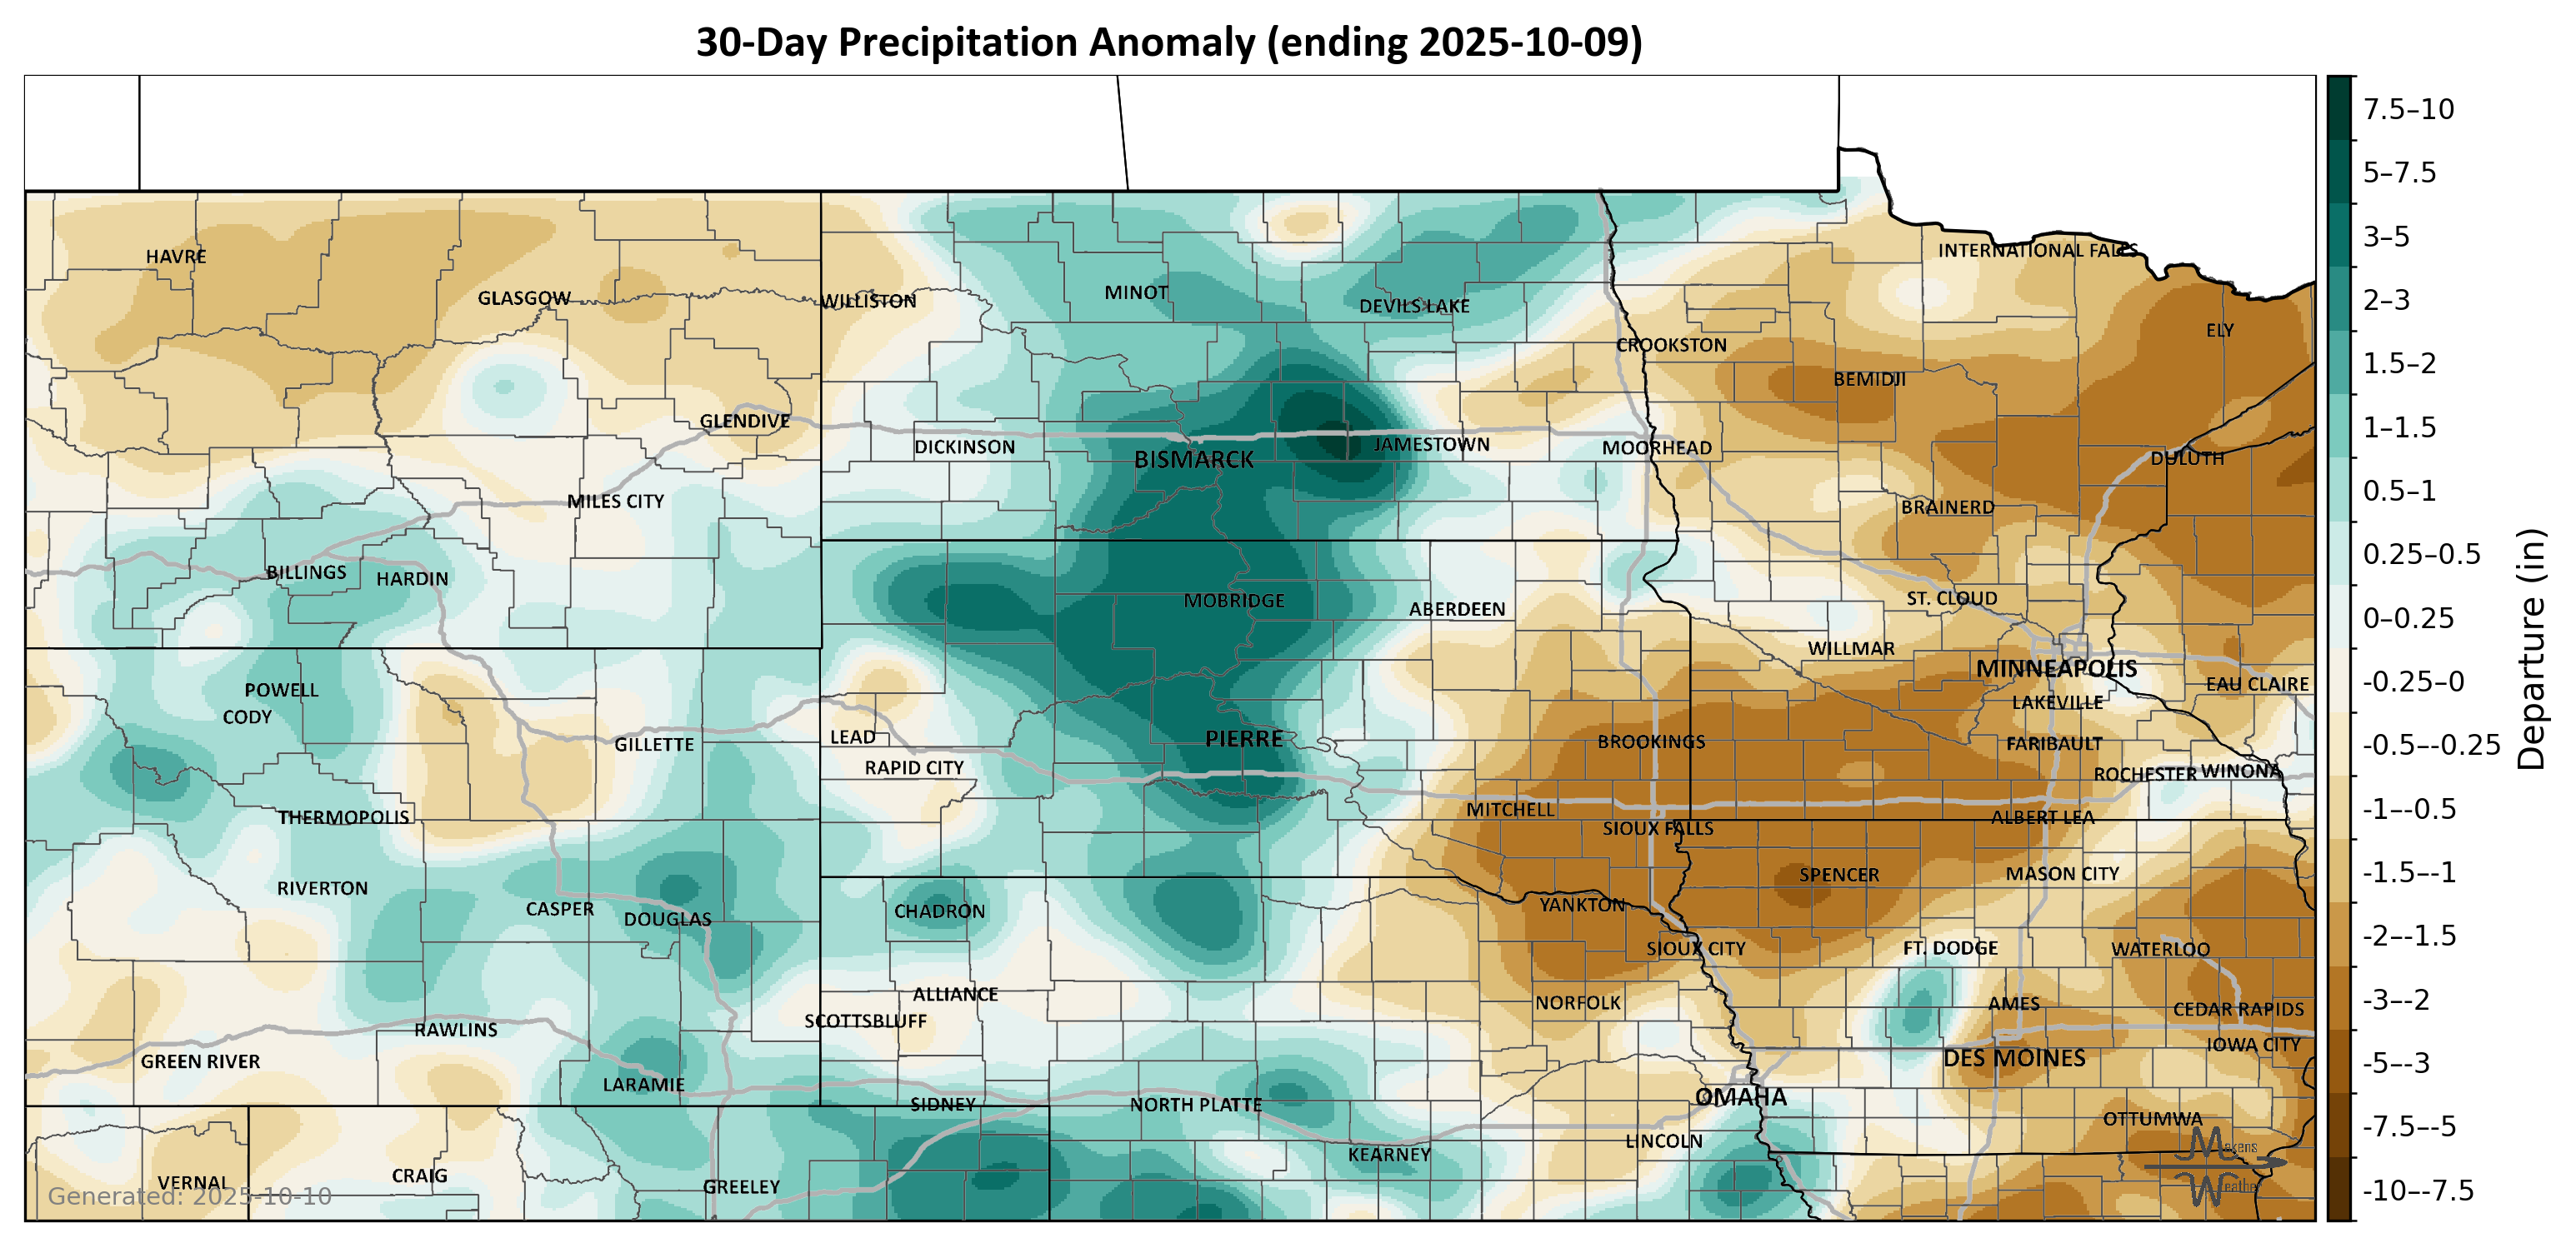 30-Day Precipitation Anomaly (ending 2025-10-09)
HAVRE
GLASGOW
WILLISTON
MINOT
DEVILS LAKE
INTERNATIONAL FALLS
ELY
CROOKSTON
BEMIDJI
GLENDIVE
DICKINSON
BISMARCK
JAMESTOWN
MOORHEAD
DULUTH
MILES CITY
BRAINERD
BILLINGS
HARDIN
MOBRIDGE
ABERDEEN
ST. CLOUD
WILLMAR
MINNEAPOLIS
EAU CLAIRE
POWELL
CODY
LAKEVILLE
GILLETTE
LEAD
PIERRE
BROOKINGS
FARIBAULT
RAPID CITY
ROCHESTER
WINONA
THERMOPOLIS
MITCHELL
SIOUX FALLS
ALBERT LEA
RIVERTON
SPENCER
MASON CITY
CASPER
DOUGLAS
CHADRON
YANKTON
SIOUX CITY
FT. DODGE
WATERLOO
ALLIANCE
NORFOLK
AMES
CEDAR RAPIDS
SCOTTSBLUFF
RAWLINS
IOWA CITY
GREEN RIVER
DES MOINES
LARAMIE
SIDNEY
NORTH PLATTE
OMAHA
OTTUMWA
LINCOLN
KEARNEY
VERNAL
CRAIG
GREELEY
Generated: 2025-10-10
Makens
Weather
7.5–10
5–7.5
3–5
2–3
1.5–2
1–1.5
0.5–1
0.25–0.5
0–0.25
-0.25–0
-0.5–-0.25
-1–-0.5
-1.5–-1
-2–-1.5
-3–-2
-5–-3
-7.5–-5
-10–-7.5
Departure (in)